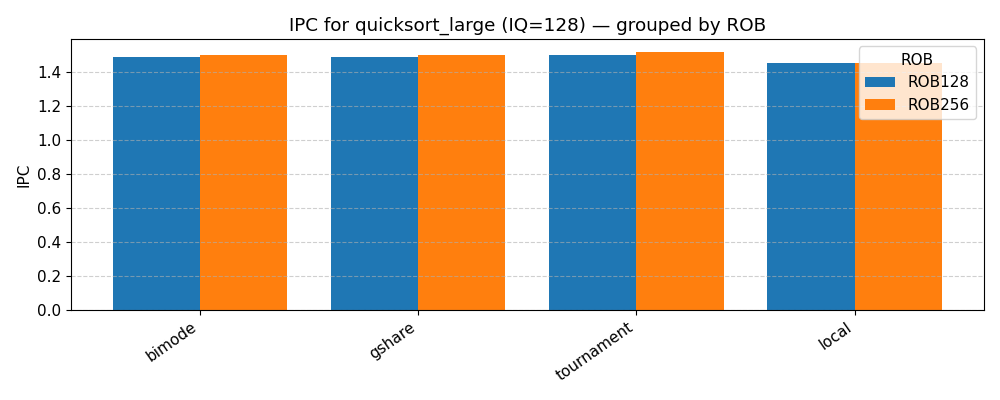 IPC for quicksort_large (IQ=128) — grouped by ROB
IPC
1.4
1.2
1.0
0.8
0.6
0.4
0.2
0.0
bimode
gshare
tournament
local
ROB
ROB128
ROB256